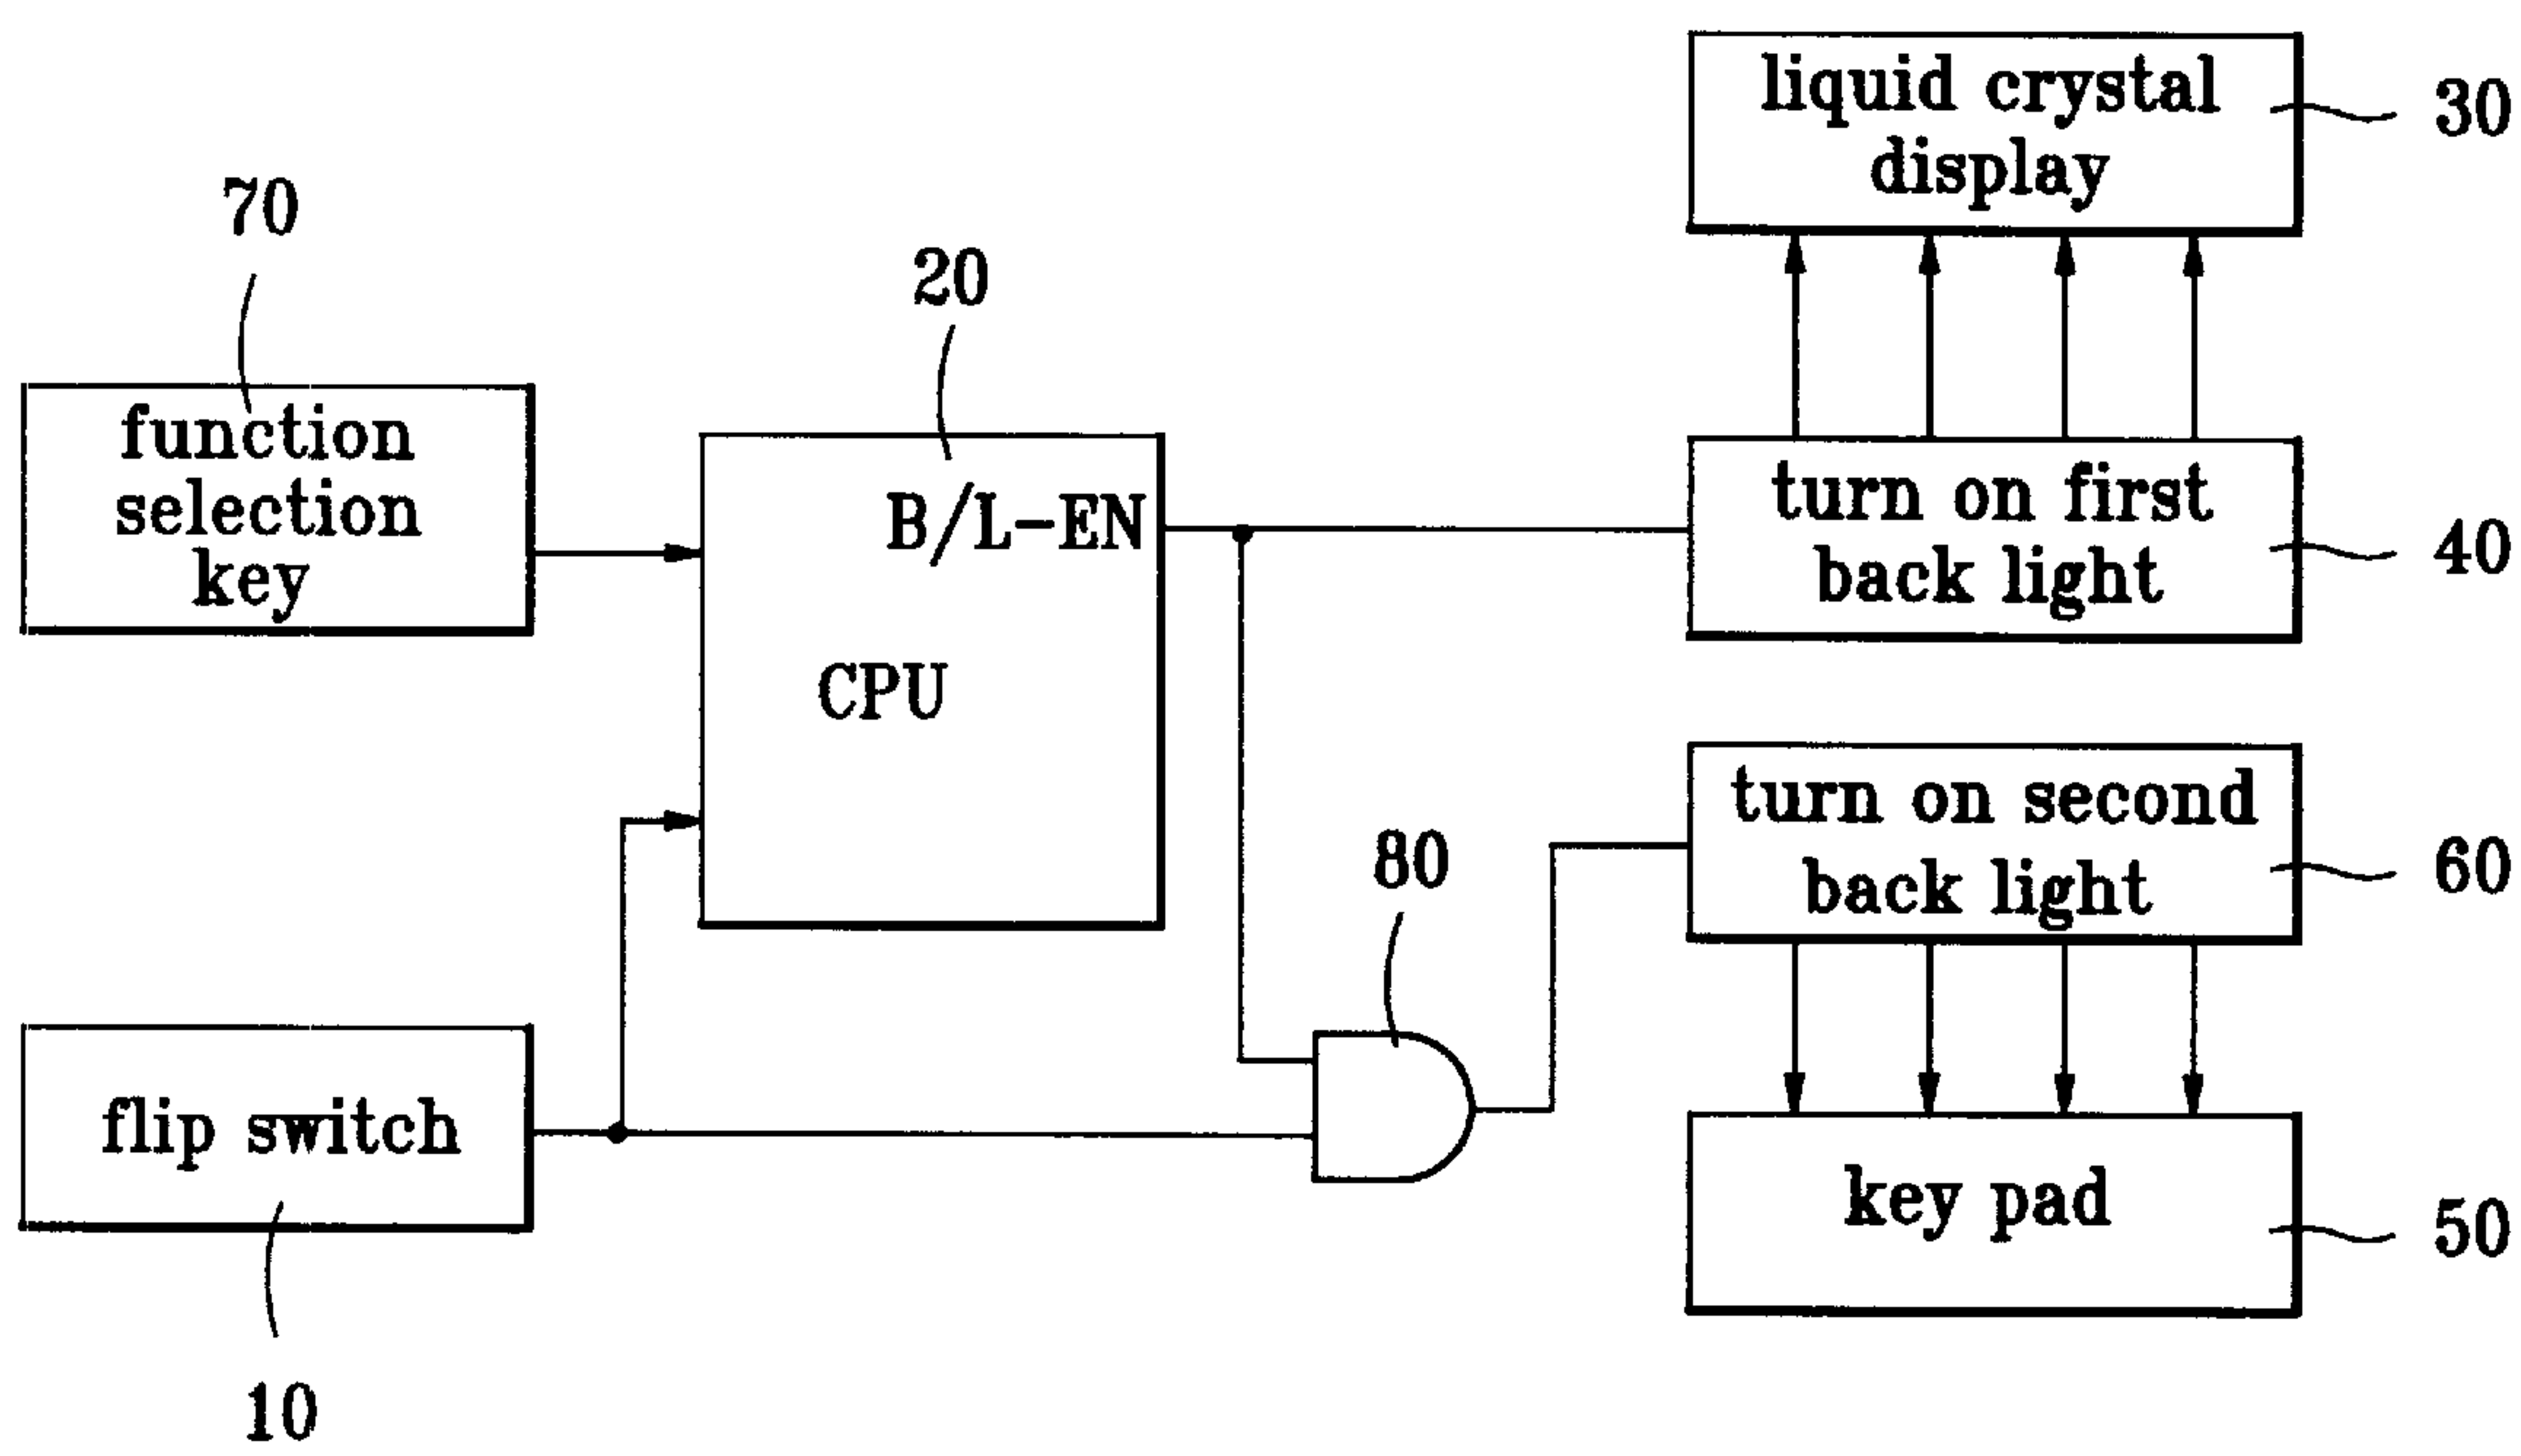 liquid crystal
display
30
70
20
function
selection
key
B/L-EN
CPU
turn on first
back light
40
turn on second
back light
60
80
flip switch
key pad
50
10